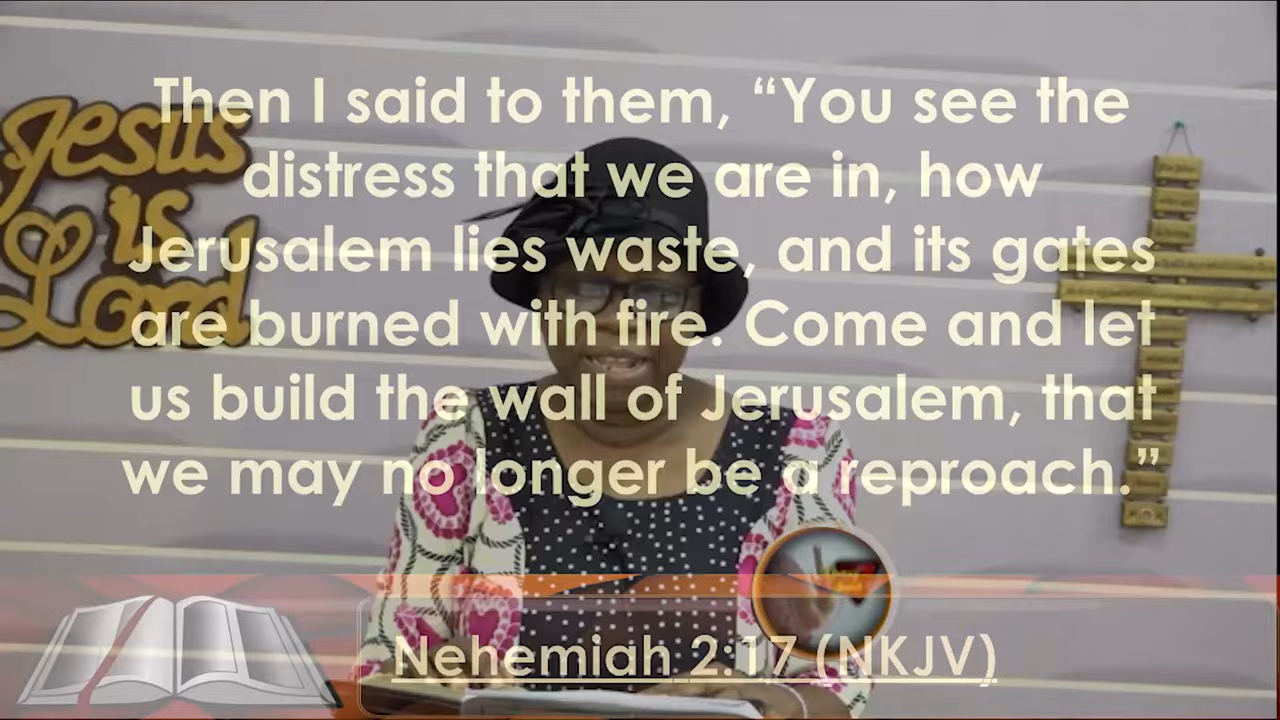 Then I said to them, “You see the
distress that we are in, how
Jerusalem lies waste, and its gates
are burned with fire. Come and let
us build the wall of Jerusalem, that
we may no longer be a reproach.”
Jesus
is
Lord
Nehemiah 2:17 (NKJV)